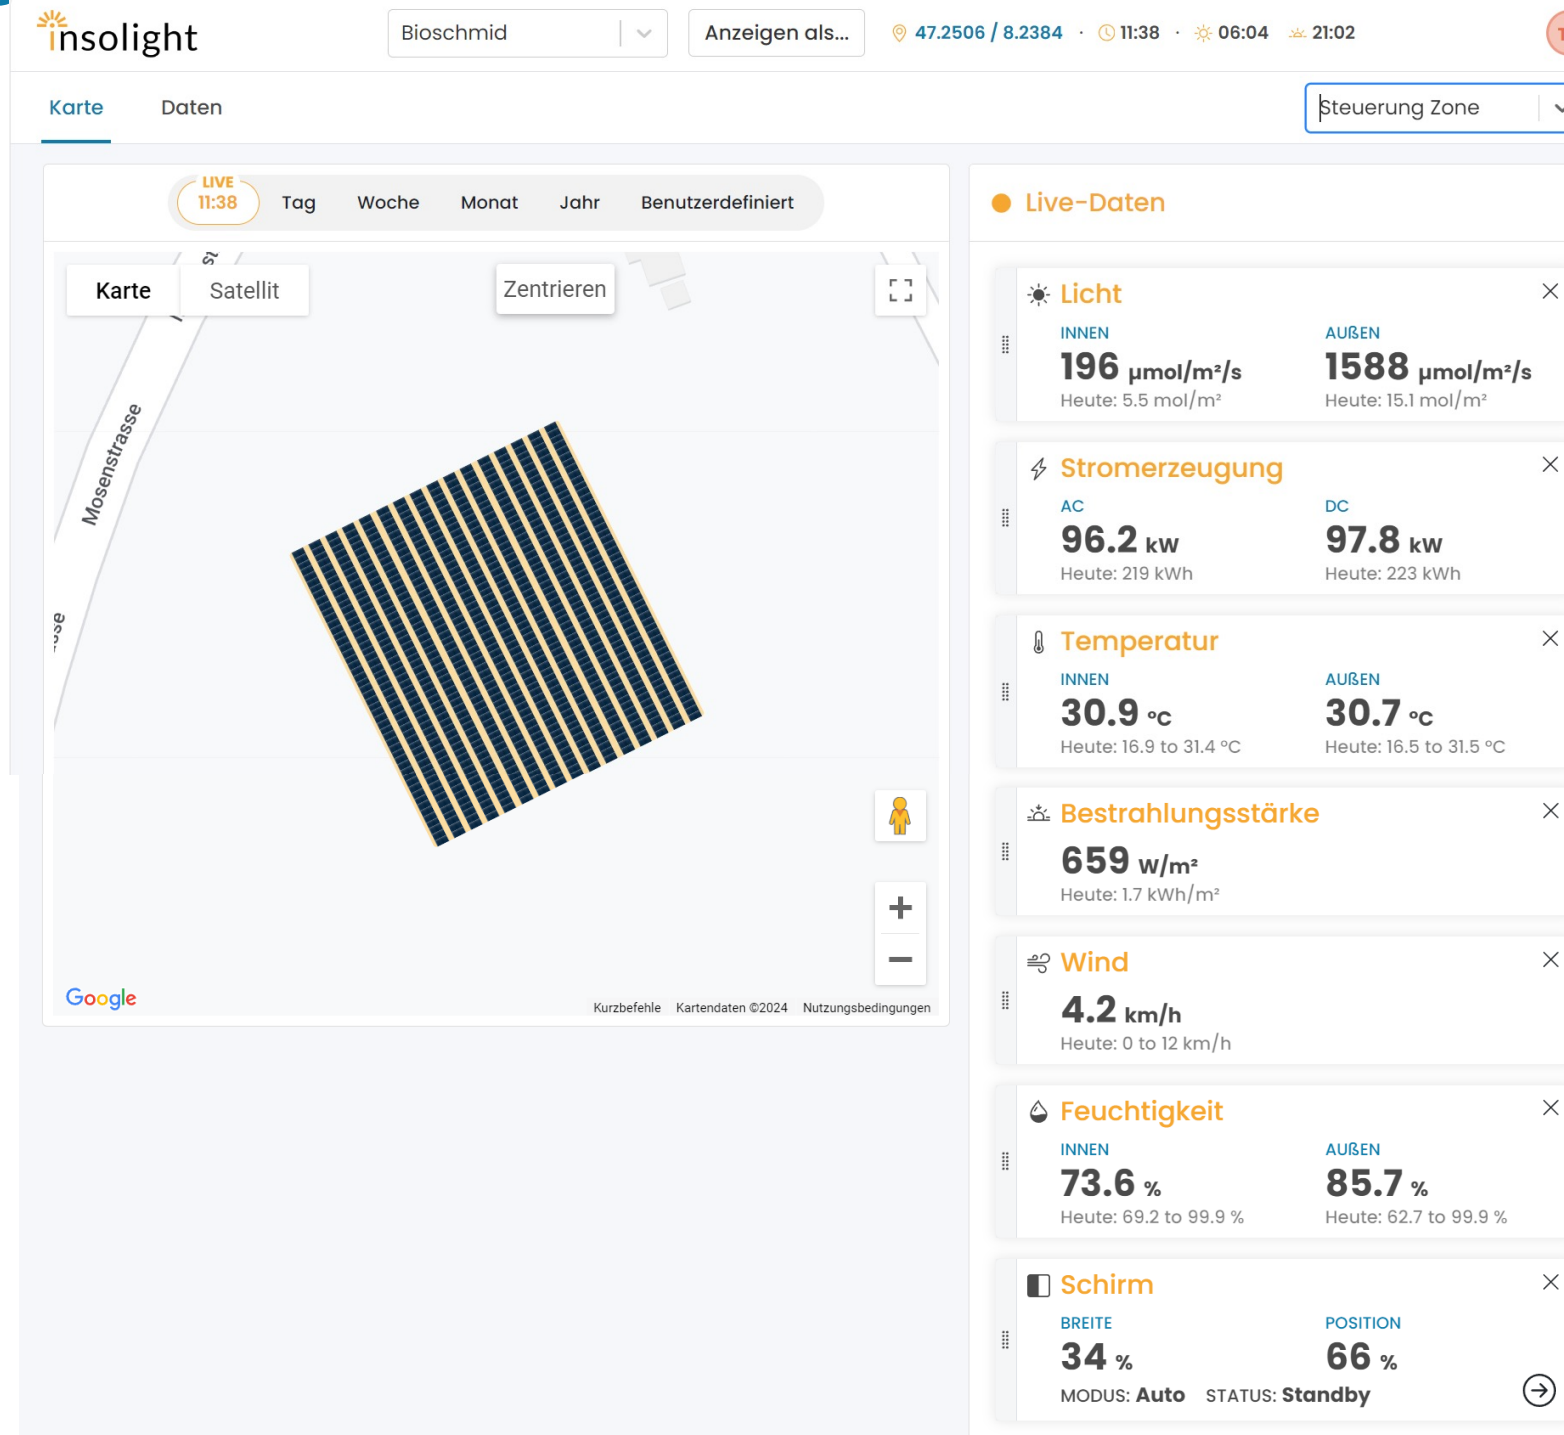 insolight
Bioschmid
Anzeigen als...
47.2506 / 8.2384 · 11:38 · 06:04 21:02
Karte
Daten
Steuerung Zone
LIVE
11:38
Tag
Woche
Monat
Jahr
Benutzerdefiniert
Karte
Satellit
Zentrieren
Mosenstrasse
Google
Kurzbefehle
Kartendaten ©2024
Nutzungsbedingungen
Live-Daten
Licht
INNEN
AUßEN
196 µmol/m²/s
1588 µmol/m²/s
Heute: 5.5 mol/m²
Heute: 15.1 mol/m²
Stromerzeugung
AC
DC
96.2 kW
97.8 kW
Heute: 219 kWh
Heute: 223 kWh
Temperatur
INNEN
AUßEN
30.9 °C
30.7 °C
Heute: 16.9 to 31.4 °C
Heute: 16.5 to 31.5 °C
Bestrahlungsstärke
659 W/m²
Heute: 1.7 kWh/m²
Wind
4.2 km/h
Heute: 0 to 12 km/h
Feuchtigkeit
INNEN
AUßEN
73.6 %
85.7 %
Heute: 69.2 to 99.9 %
Heute: 62.7 to 99.9 %
Schirm
BREITE
POSITION
34 %
66 %
MODUS: Auto STATUS: Standby